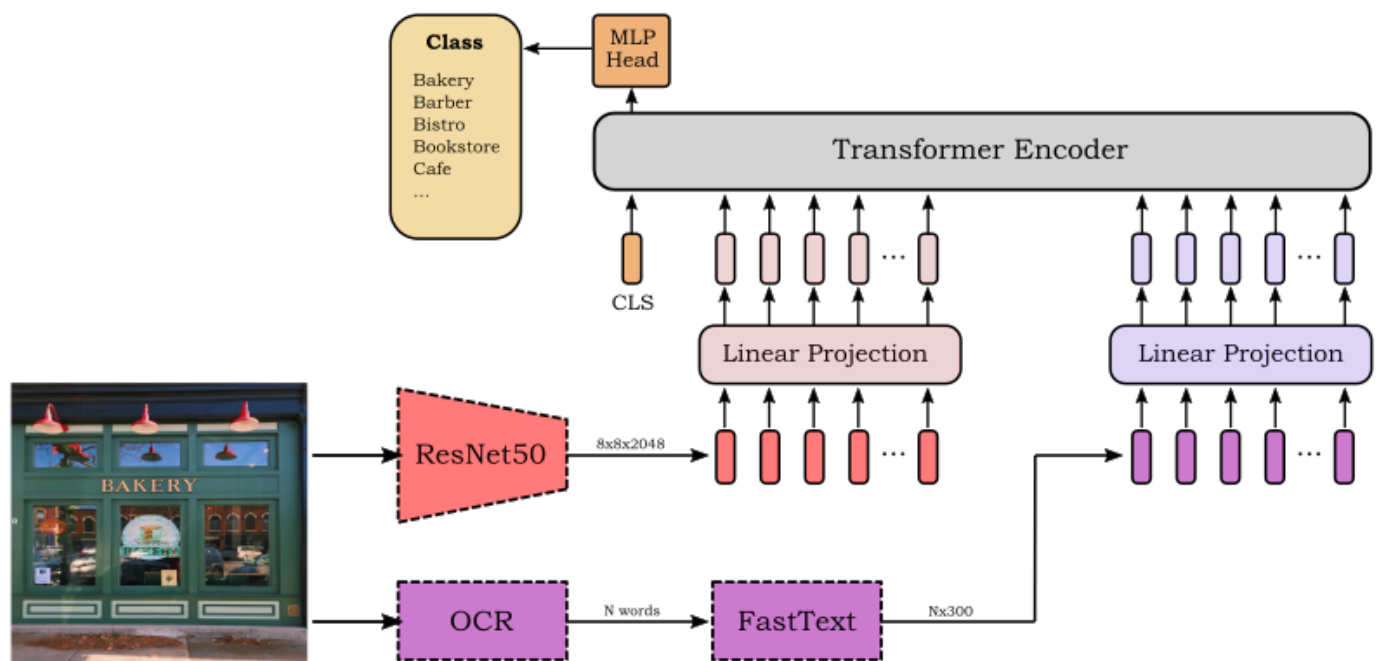 Class
Bakery
Barber
Bistro
Bookstore
Cafe
...
MLP
Head
Transformer Encoder
CLS
...
...
Linear Projection
Linear Projection
ResNet50
8x8x2048
...
...
BAKERY
OCR
N words
FastText
Nx300